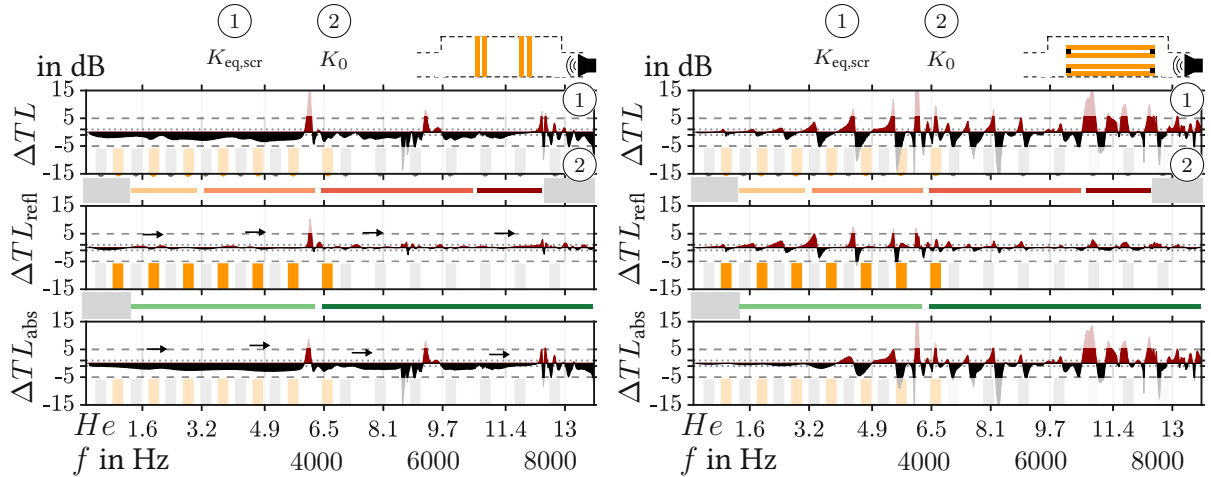 1 2
K_eq,scr K_0
in dB
15
5
-5
-15
ΔTL
1
2
15
5
-5
-15
ΔTL_refl
15
5
-5
-15
ΔTL_abs
He 1.6 3.2 4.9 6.5 8.1 9.7 11.4 13
f in Hz 4000 6000 8000
1 2
K_eq,scr K_0
in dB
15
5
-5
-15
ΔTL
1
2
15
5
-5
-15
ΔTL_refl
15
5
-5
-15
ΔTL_abs
He 1.6 3.2 4.9 6.5 8.1 9.7 11.4 13
f in Hz 4000 6000 8000